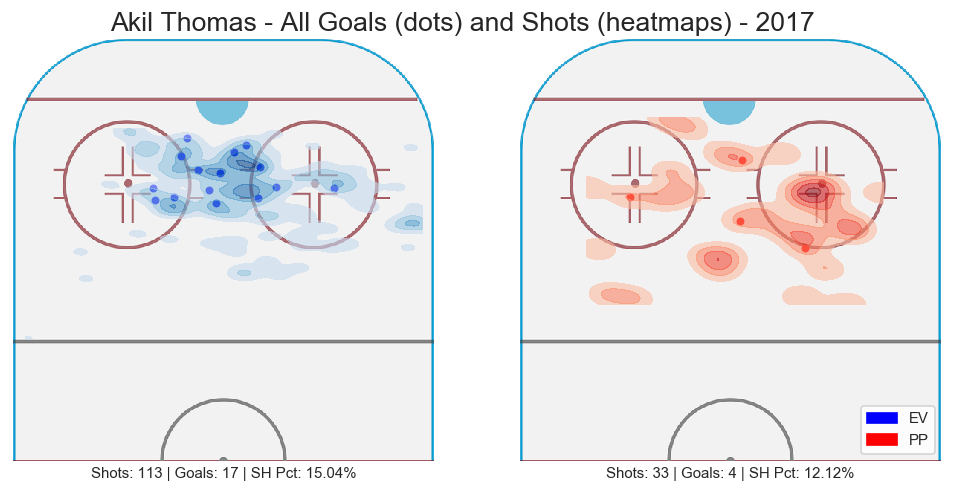 Akil Thomas - All Goals (dots) and Shots (heatmaps) - 2017
EV
PP
Shots: 113 | Goals: 17 | SH Pct: 15.04%
Shots: 33 | Goals: 4 | SH Pct: 12.12%